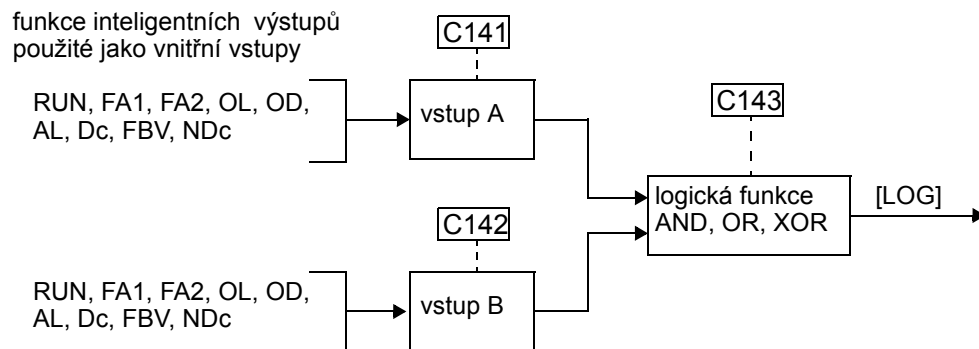 funkce inteligentních výstupů
použité jako vnitřní vstupy
C141
RUN, FA1, FA2, OL, OD,
AL, Dc, FBV, NDc
vstup A
C143
logická funkce
AND, OR, XOR
[LOG]
C142
RUN, FA1, FA2, OL, OD,
AL, Dc, FBV, NDc
vstup B